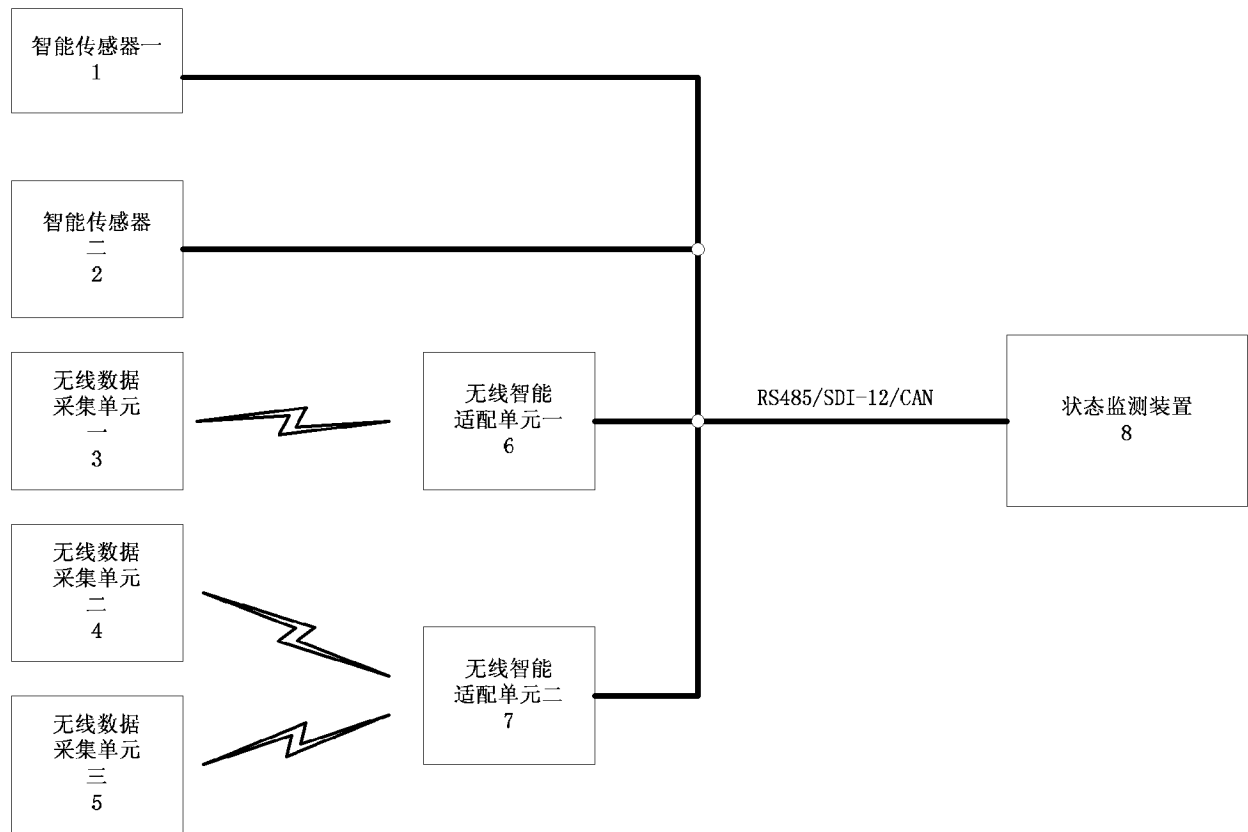 智能传感器一
1
智能传感器
二
2
无线数据
采集单元
一
3
无线智能
适配单元一
6
RS485/SDI-12/CAN
状态监测装置
8
无线数据
采集单元
二
4
无线智能
适配单元二
7
无线数据
采集单元
三
5